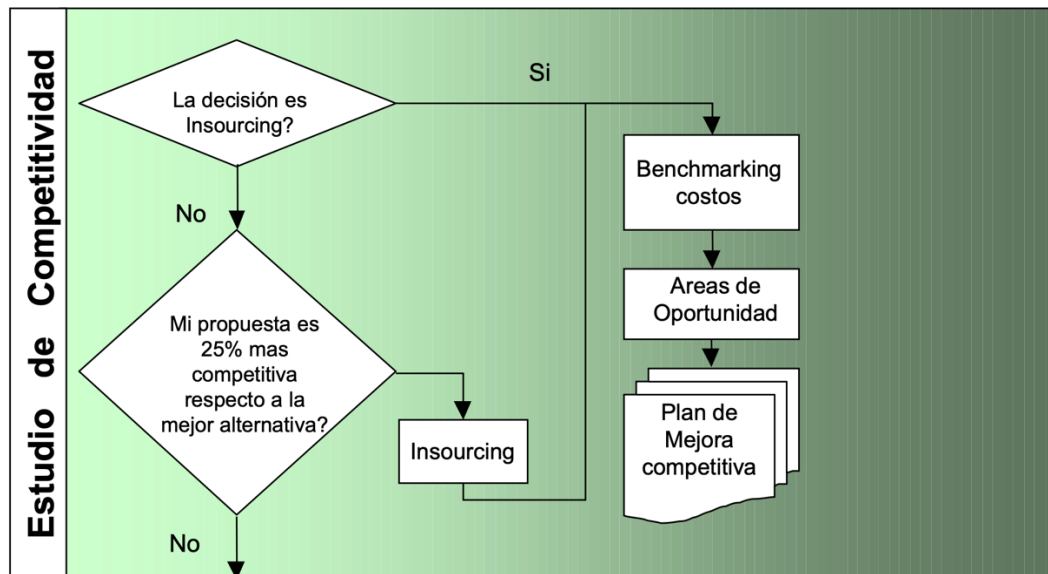 Estudio de Competitividad
La decisión es
Insourcing?
Si
No
Benchmarking
costos
Areas de
Oportunidad
Mi propuesta es
25% mas
competitiva
respecto a la
mejor alternativa?
Insourcing
Plan de
Mejora
competitiva
No